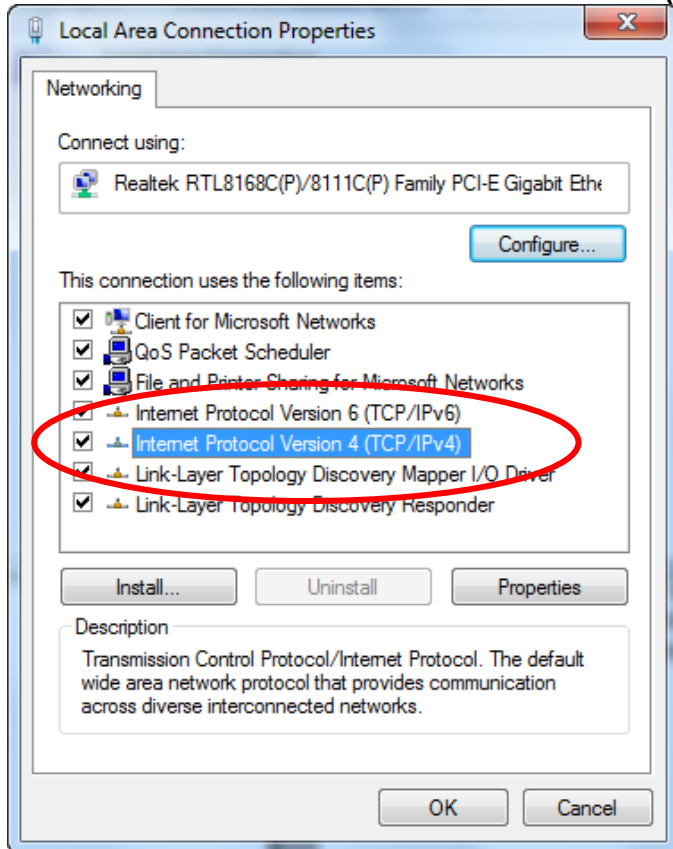 Local Area Connection Properties
Networking
Connect using:
Realtek RTL8168C(P)/8111C(P) Family PCI-E Gigabit Ethe
Configure...
This connection uses the following items:
Client for Microsoft Networks
QoS Packet Scheduler
File and Printer Sharing for Microsoft Networks
Internet Protocol Version 6 (TCP/IPv6)
Internet Protocol Version 4 (TCP/IPv4)
Link-Layer Topology Discovery Mapper I/O Driver
Link-Layer Topology Discovery Responder
Install...
Uninstall
Properties
Description
Transmission Control Protocol/Internet Protocol. The default
wide area network protocol that provides communication
across diverse interconnected networks.
OK
Cancel